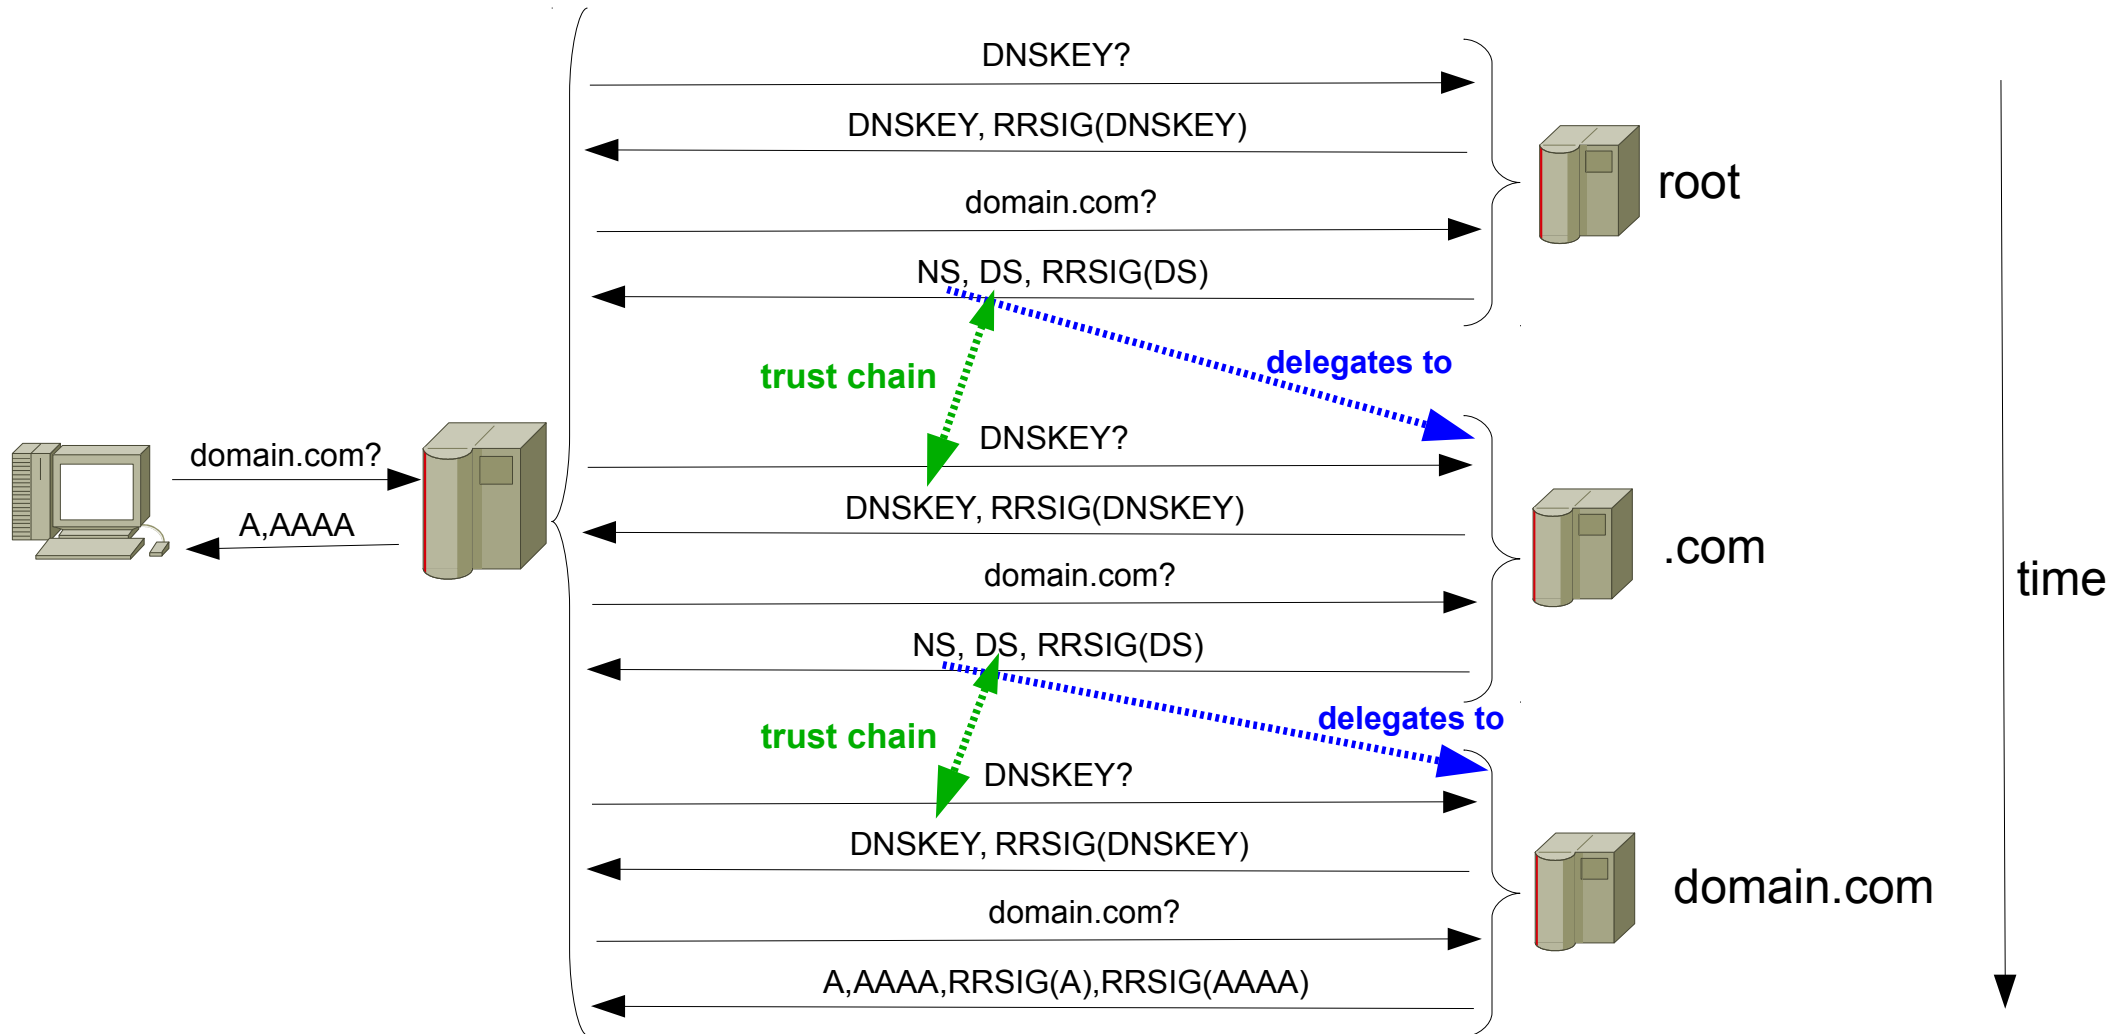 DNSKEY?
DNSKEY, RRSIG(DNSKEY)
domain.com?
root
NS, DS, RRSIG(DS)
trust chain
delegates to
domain.com?
A,AAAA
DNSKEY?
DNSKEY, RRSIG(DNSKEY)
domain.com?
.com
time
NS, DS, RRSIG(DS)
trust chain
delegates to
DNSKEY?
DNSKEY, RRSIG(DNSKEY)
domain.com?
domain.com
A,AAAA,RRSIG(A),RRSIG(AAAA)